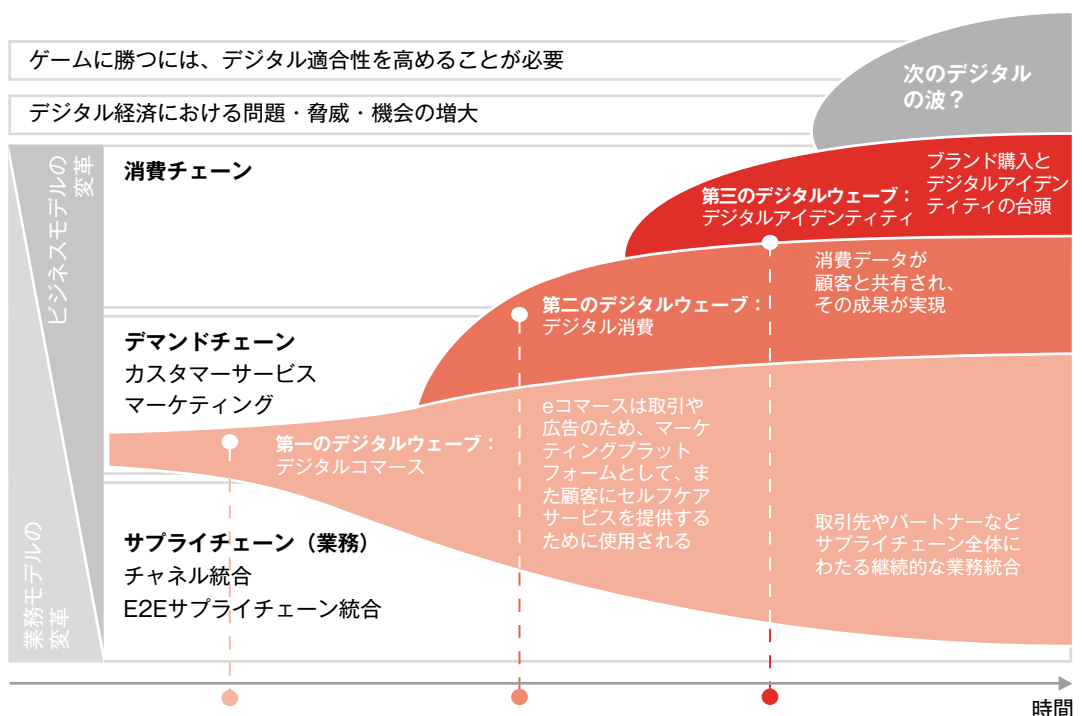 ゲームに勝つには、デジタル適合性を高めることが必要
デジタル経済における問題・脅威・機会の増大
次のデジタル
の波？
ビジネスモデルの
変革
業務モデルの
変革
消費チェーン
第三のデジタルウェーブ：
デジタルアイデンティティ
ブランド購入と
デジタルアイデン
ティティの台頭
デマンドチェーン
カスタマーサービス
マーケティング
第二のデジタルウェーブ：
デジタル消費
消費データが
顧客と共有され、
その成果が実現
第一のデジタルウェーブ：
デジタルコマース
eコマースは取引や
広告のため、マーケ
ティングプラット
フォームとして、ま
た顧客にセルフケア
サービスを提供する
ために使用される
サプライチェーン（業務）
チャネル統合
E2Eサプライチェーン統合
取引先やパートナーなど
サプライチェーン全体に
わたる継続的な業務統合
時間